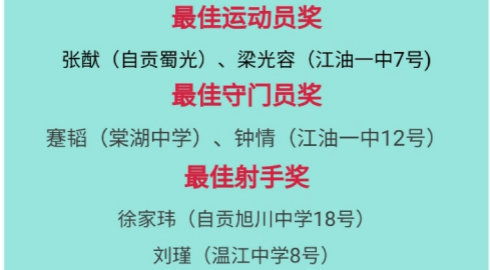 最佳运动员奖
张猷（自贡蜀光）、梁光容（江油一中7号)
最佳守门员奖
蹇韬（棠湖中学）、钟情（江油一中12号）
最佳射手奖
徐家玮（自贡旭川中学18号）
刘瑾（温江中学8号）